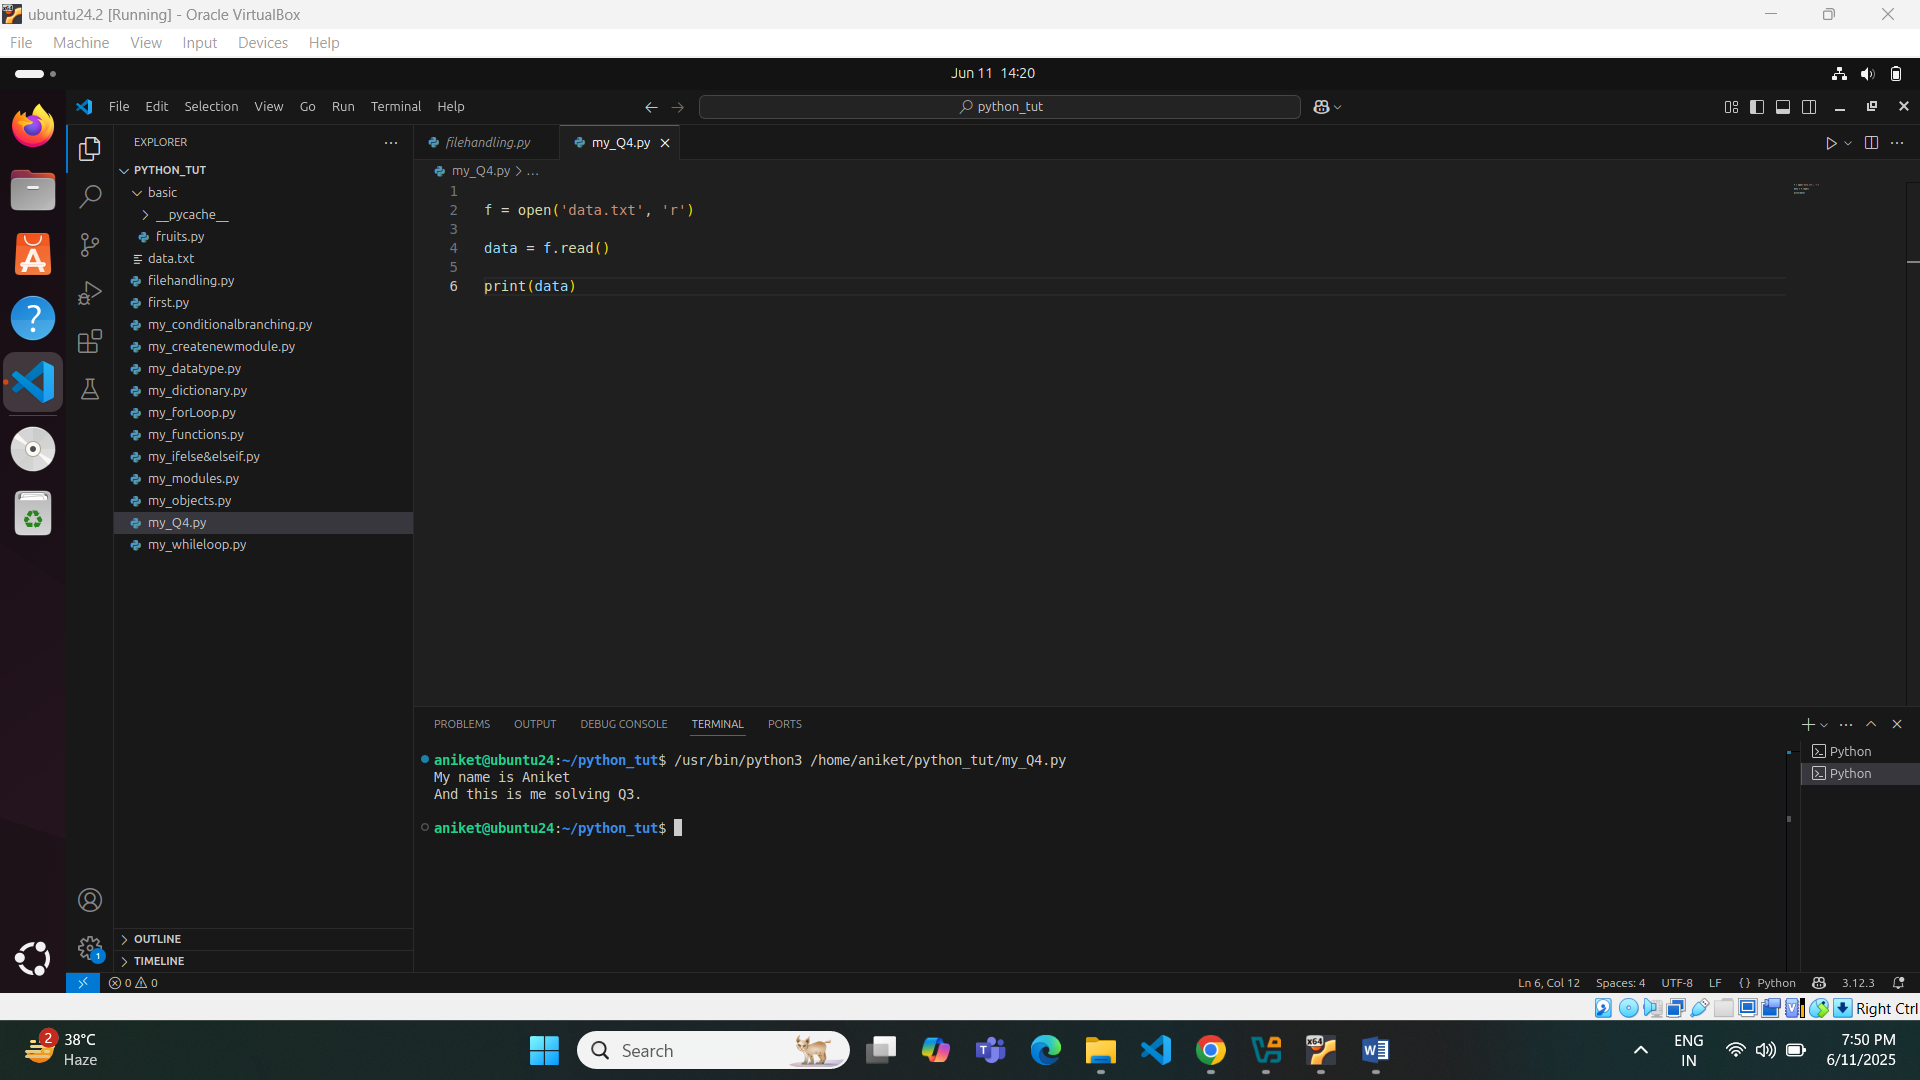 ubuntu24.2 [Running] - Oracle VirtualBox
File Machine View Input Devices Help
Jun 11 14:20
File Edit Selection View Go Run Terminal Help
python_tut
EXPLORER
filehandling.py
my_Q4.py
my_Q4.py > ...
PYTHON_TUT
basic
__pycache__
fruits.py
data.txt
filehandling.py
first.py
my_conditionalbranching.py
my_createnewmodule.py
my_datatype.py
my_dictionary.py
my_forLoop.py
my_functions.py
my_ifelse&elseif.py
my_modules.py
my_objects.py
my_Q4.py
my_whileloop.py
OUTLINE
TIMELINE
1
2 f = open('data.txt', 'r')
3
4 data = f.read()
5
6 print(data)
PROBLEMS OUTPUT DEBUG CONSOLE TERMINAL PORTS
aniket@ubuntu24:~/python_tut$ /usr/bin/python3 /home/aniket/python_tut/my_Q4.py
My name is Aniket
And this is me solving Q3.
aniket@ubuntu24:~/python_tut$
Python
Python
1
0 0
Ln 6, Col 12 Spaces: 4 UTF-8 LF {} Python 3.12.3
Right Ctrl
2
38°C
Haze
Search
ENG
IN
7:50 PM
6/11/2025